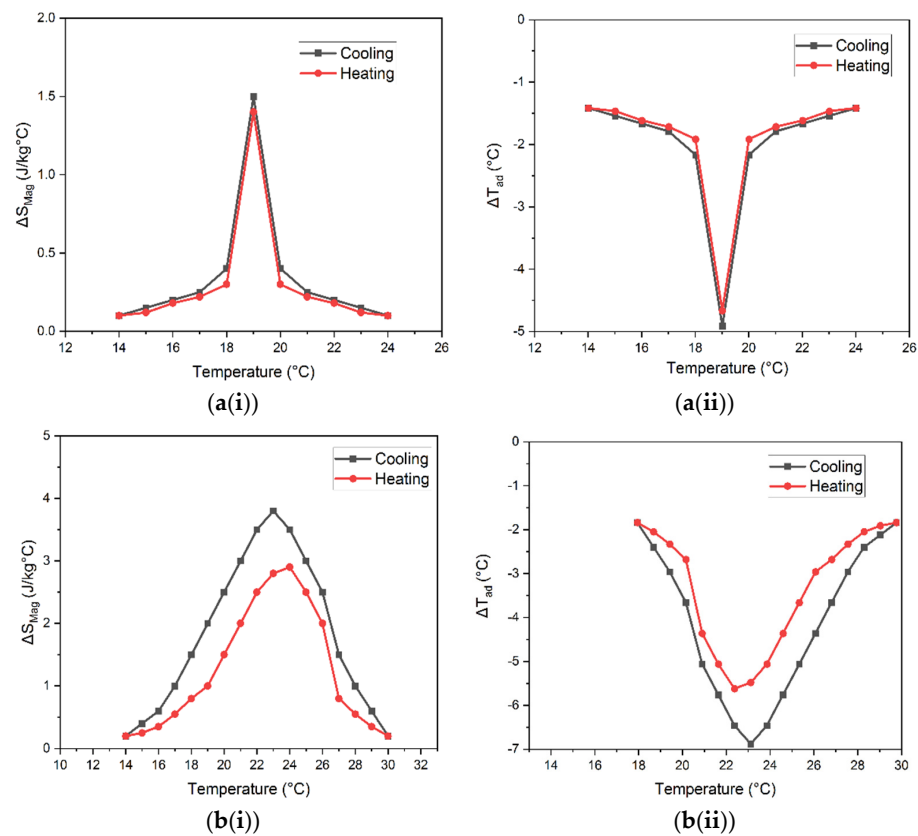 2.0
1.5
1.0
0.5
0.0
ΔS_Mag (J/kg°C)
Cooling
Heating
12 14 16 18 20 22 24 26
Temperature (°C)
(a(i))
0
-1
-2
-3
-4
-5
ΔT_ad (°C)
Cooling
Heating
12 14 16 18 20 22 24 26
Temperature (°C)
(a(ii))
5
4
3
2
1
0
ΔS_Mag (J/kg°C)
Cooling
Heating
10 12 14 16 18 20 22 24 26 28 30 32
Temperature (°C)
(b(i))
0
-1
-2
-3
-4
-5
-6
-7
ΔT_ad (°C)
Cooling
Heating
14 16 18 20 22 24 26 28 30
Temperature (°C)
(b(ii))